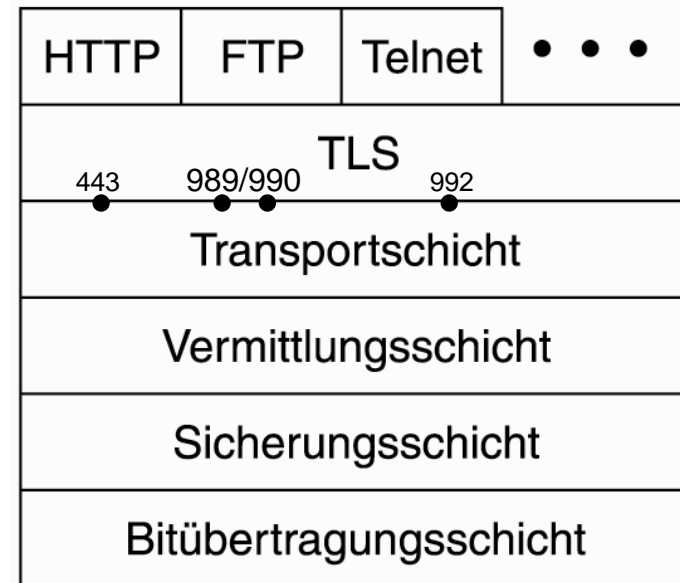 HTTP FTP Telnet
TLS
443 989/990 992
Transportschicht
Vermittlungsschicht
Sicherungsschicht
Bitübertragungsschicht